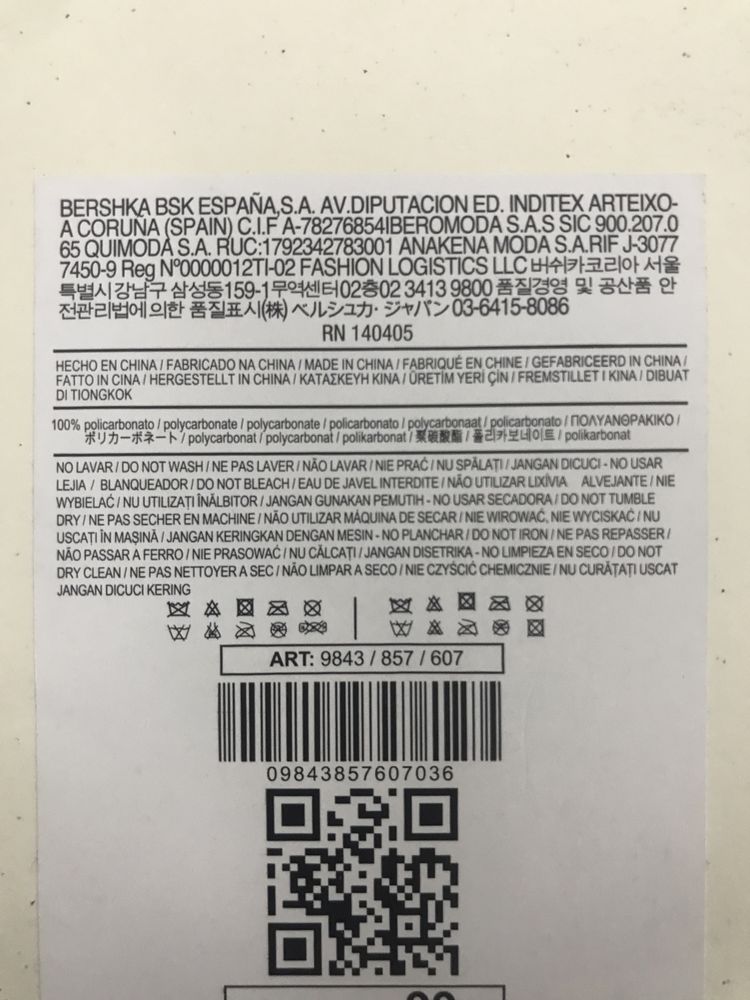 BERSHKA BSK ESPAÑA,S.A. AV.DIPUTACION ED. INDITEX ARTEIXO-
A CORUÑA (SPAIN) C.I.F A-78276854IBEROMODA S.A.S SIC 900.207.0
65 QUIMODA S.A. RUC:1792342783001 ANAKENA MODA S.A.RIF J-3077
7450-9 Reg Nº0000012TI-02 FASHION LOGISTICS LLC 버쉬카코리아 서울
특별시 강남구 삼성동159-1무역센터02층02 3413 9800 품질경영 및 공산품 안
전관리법에 의한 품질표시(株) ベルシュカ· ジャパン 03-6415-8086
RN 140405
HECHO EN CHINA / FABRICADO NA CHINA / MADE IN CHINA / FABRIQUÉ EN CHINE / GEFABRICEERD IN CHINA /
FATTO IN CINA / HERGESTELLT IN CHINA / ΚΑΤΑΣΚΕΥΗ ΚΙΝΑ / ÜRETİM YERİ ÇİN / FREMSTILLET I KINA / DIBUAT
DI TIONGKOK
100% policarbonato / polycarbonate / polycarbonate / policarbonato / polycarbonaat / policarbonato / ΠΟΛΥΑΝΘΡΑΚΙΚΟ /
ポリカーボネート / polycarbonat / polycarbonat / polikarbonat / 聚碳酸酯 / 폴리카보네이트 / polikarbonat
NO LAVAR / DO NOT WASH / NE PAS LAVER / NÃO LAVAR / NIE PRAĆ / NU SPĂLAȚI / JANGAN DICUCI - NO USAR
LEJIA / BLANQUEADOR / DO NOT BLEACH / EAU DE JAVEL INTERDITE / NÃO UTILIZAR LIXÍVIA ALVEJANTE / NIE
WYBIELAĆ / NU UTILIZAȚI ÎNĂLBITOR / JANGAN GUNAKAN PEMUTIH - NO USAR SECADORA / DO NOT TUMBLE
DRY / NE PAS SECHER EN MACHINE / NÃO UTILIZAR MÁQUINA DE SECAR / NIE WIROWAĆ, NIE WYCISKAĆ / NU
USCAȚI ÎN MAȘINĂ / JANGAN KERINGKAN DENGAN MESIN - NO PLANCHAR / DO NOT IRON / NE PAS REPASSER /
NÃO PASSAR A FERRO / NIE PRASOWAĆ / NU CĂLCAȚI / JANGAN DISETRIKA - NO LIMPIEZA EN SECO / DO NOT
DRY CLEAN / NE PAS NETTOYER A SEC / NÃO LIMPAR A SECO / NIE CZYŚCIĆ CHEMICZNIE / NU CURĂȚAȚI USCAT
JANGAN DICUCI KERING
ART: 9843 / 857 / 607
09843857607036